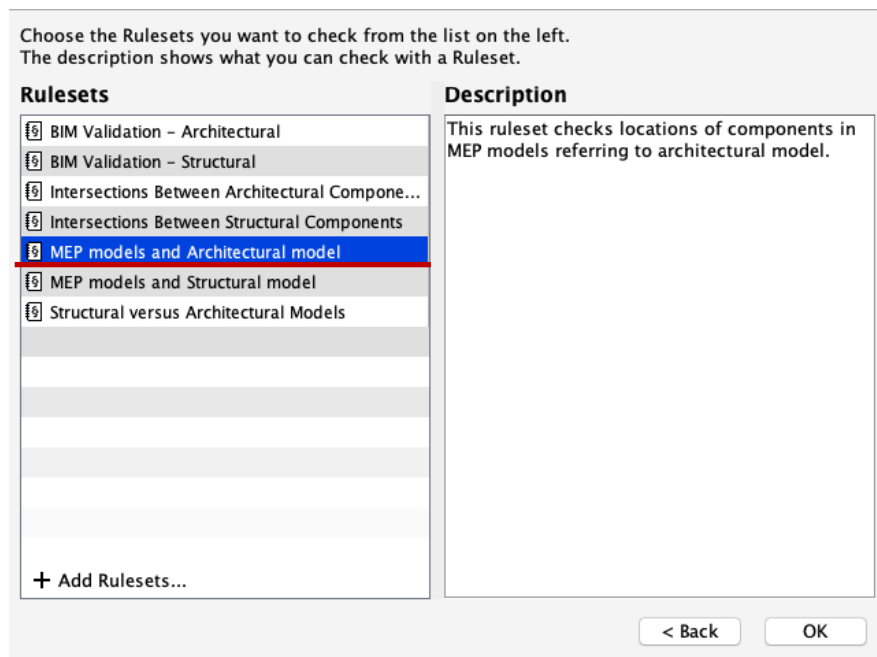 Choose the Rulesets you want to check from the list on the left.
The description shows what you can check with a Ruleset.
Rulesets
BIM Validation – Architectural
BIM Validation – Structural
Intersections Between Architectural Compone...
Intersections Between Structural Components
MEP models and Architectural model
MEP models and Structural model
Structural versus Architectural Models
+ Add Rulesets...
Description
This ruleset checks locations of components in
MEP models referring to architectural model.
< Back
OK